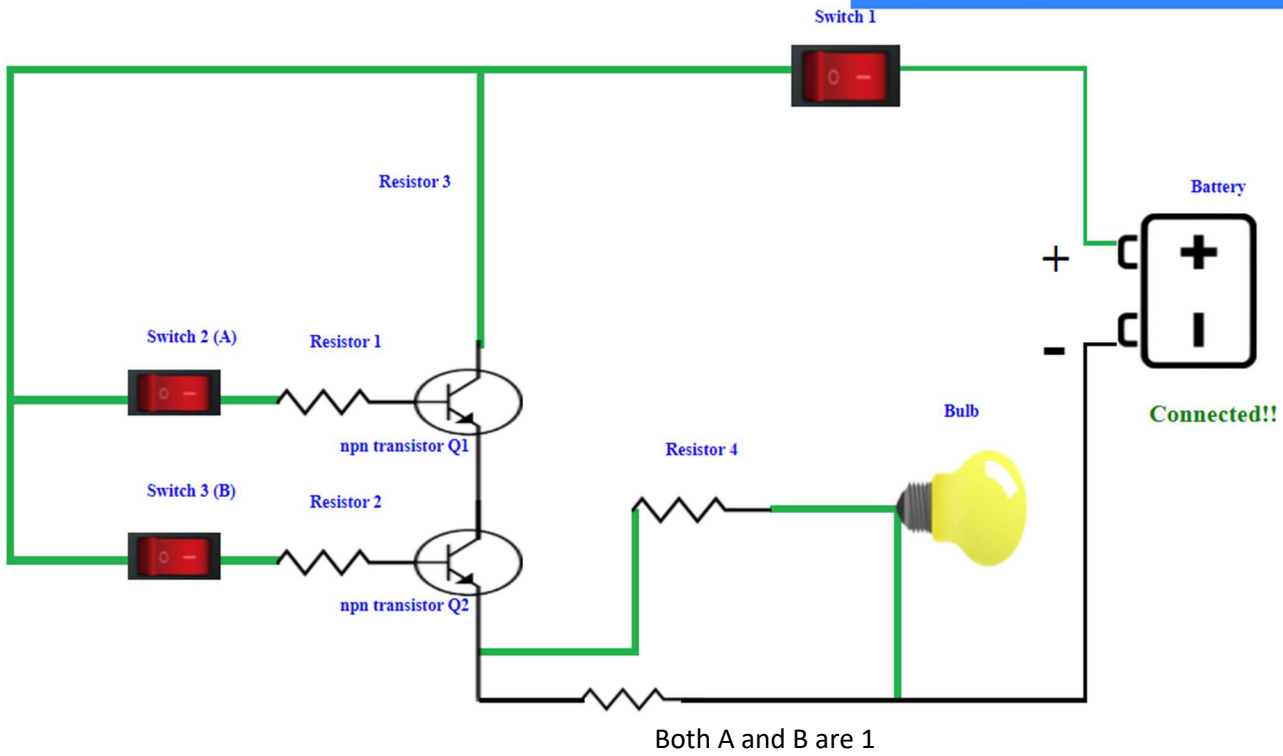 Switch 1
Resistor 3
Battery
+
-
Switch 2 (A)
Resistor 1
Bulb
Connected!!
npn transistor Q1
Resistor 4
Switch 3 (B)
Resistor 2
npn transistor Q2
Both A and B are 1